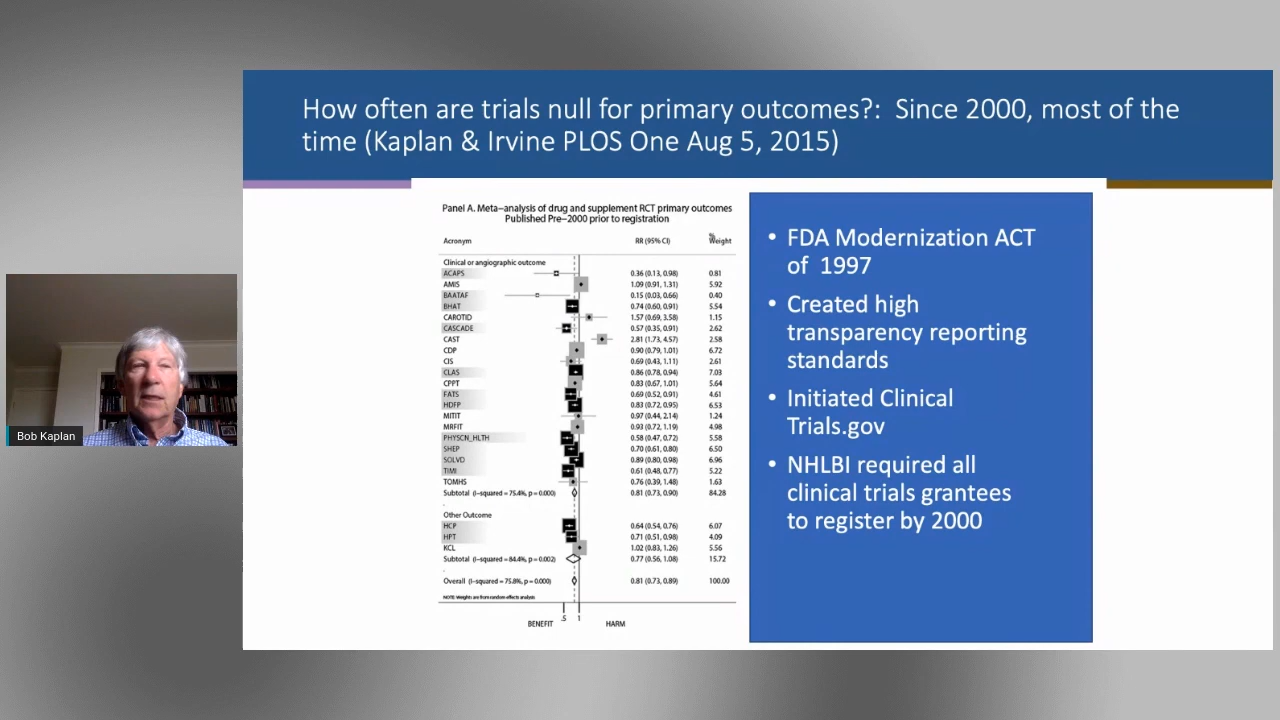 How often are trials null for primary outcomes?: Since 2000, most of the
time (Kaplan & Irvine PLOS One Aug 5, 2015)
Panel A. Meta-analysis of drug and supplement RCT primary outcomes
Published Pre-2000 prior to registration
Acronym RR (95% CI) % Weight
Clinical or angiographic outcome
ACAPS 0.36 (0.13, 0.98) 0.81
AMIS 1.09 (0.91, 1.31) 5.92
BAATAF 0.15 (0.03, 0.66) 0.40
BHAT 0.74 (0.60, 0.91) 5.54
CAROTID 1.57 (0.69, 3.58) 1.15
CASCADE 0.57 (0.35, 0.91) 2.62
CAST 2.81 (1.73, 4.57) 2.58
CDP 0.90 (0.79, 1.01) 6.72
CIS 0.69 (0.43, 1.11) 2.61
CLAS 0.86 (0.78, 0.94) 7.03
CPPT 0.83 (0.67, 1.01) 5.64
FATS 0.69 (0.52, 0.91) 4.61
HDFP 0.83 (0.72, 0.95) 6.53
MITIT 0.97 (0.44, 2.14) 1.24
MRFIT 0.93 (0.72, 1.19) 4.98
PHYSCN_HLTH 0.58 (0.47, 0.72) 5.58
SHEP 0.70 (0.61, 0.80) 6.50
SOLVD 0.89 (0.80, 0.98) 6.96
TIMI 0.61 (0.48, 0.77) 5.22
TOMHS 0.76 (0.39, 1.48) 1.63
Subtotal (I-squared = 75.4%, p = 0.000) 0.81 (0.73, 0.90) 84.28
.
Other Outcome
HCP 0.64 (0.54, 0.76) 6.07
HPT 0.71 (0.51, 0.98) 4.09
KCL 1.02 (0.83, 1.26) 5.56
Subtotal (I-squared = 84.4%, p = 0.002) 0.77 (0.56, 1.08) 15.72
.
Overall (I-squared = 75.8%, p = 0.000) 0.81 (0.73, 0.89) 100.00
NOTE: Weights are from random effects analysis
.5 1
BENEFIT HARM
• FDA Modernization ACT
of 1997
• Created high
transparency reporting
standards
• Initiated Clinical
Trials.gov
• NHLBI required all
clinical trials grantees
to register by 2000
Bob Kaplan